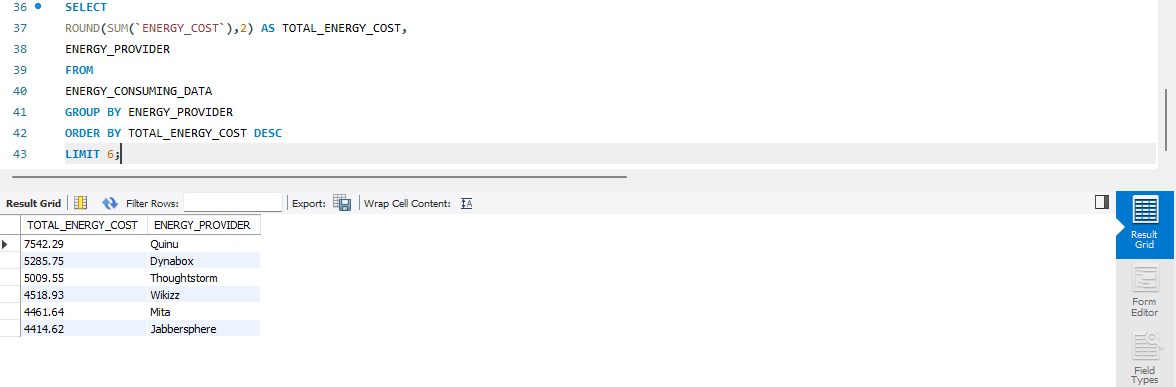 36 SELECT
37 ROUND(SUM(`ENERGY_COST`),2) AS TOTAL_ENERGY_COST,
38 ENERGY_PROVIDER
39 FROM
40 ENERGY_CONSUMING_DATA
41 GROUP BY ENERGY_PROVIDER
42 ORDER BY TOTAL_ENERGY_COST DESC
43 LIMIT 6;
Result Grid Filter Rows: Export: Wrap Cell Content:
TOTAL_ENERGY_COST ENERGY_PROVIDER
7542.29 Quinu
5285.75 Dynabox
5009.55 Thoughtstorm
4518.93 Wikizz
4461.64 Mita
4414.62 Jabbersphere
Result
Grid
Form
Editor
Field
Types